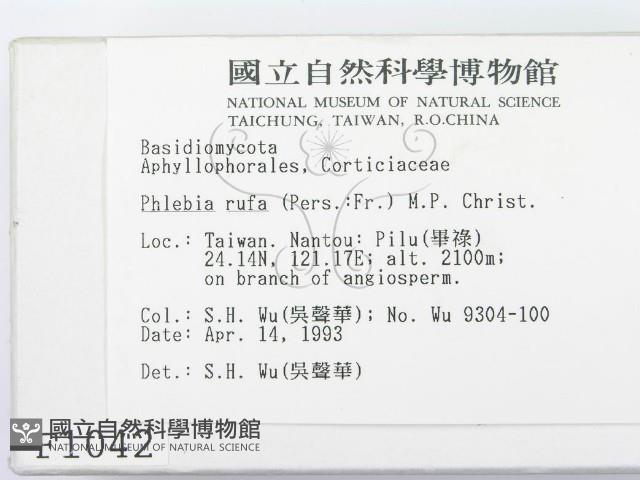 國立自然科學博物館
NATIONAL MUSEUM OF NATURAL SCIENCE
TAICHUNG, TAIWAN, R.O.CHINA
Basidiomycota
Aphyllophorales, Corticiaceae
Phlebia rufa (Pers.:Fr.) M.P. Christ.
Loc.: Taiwan. Nantou: Pilu(畢祿)
24.14N, 121.17E; alt. 2100m;
on branch of angiosperm.
Col.: S.H. Wu(吳聲華); No. Wu 9304-100
Date: Apr. 14, 1993
Det.: S.H. Wu(吳聲華)
國立自然科學博物館
NATIONAL MUSEUM OF NATURAL SCIENCE
F1042